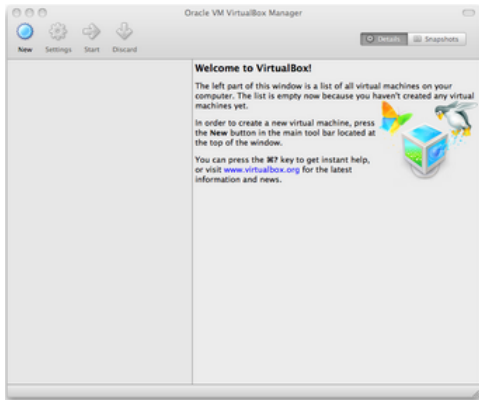 Oracle VM VirtualBox Manager
New Settings Start Discard
Details Snapshots
Welcome to VirtualBox!
The left part of this window is a list of all virtual machines on your
computer. The list is empty now because you haven't created any virtual
machines yet.
In order to create a new virtual machine, press
the New button in the main tool bar located at
the top of the window.
You can press the ⌘? key to get instant help,
or visit www.virtualbox.org for the latest
information and news.